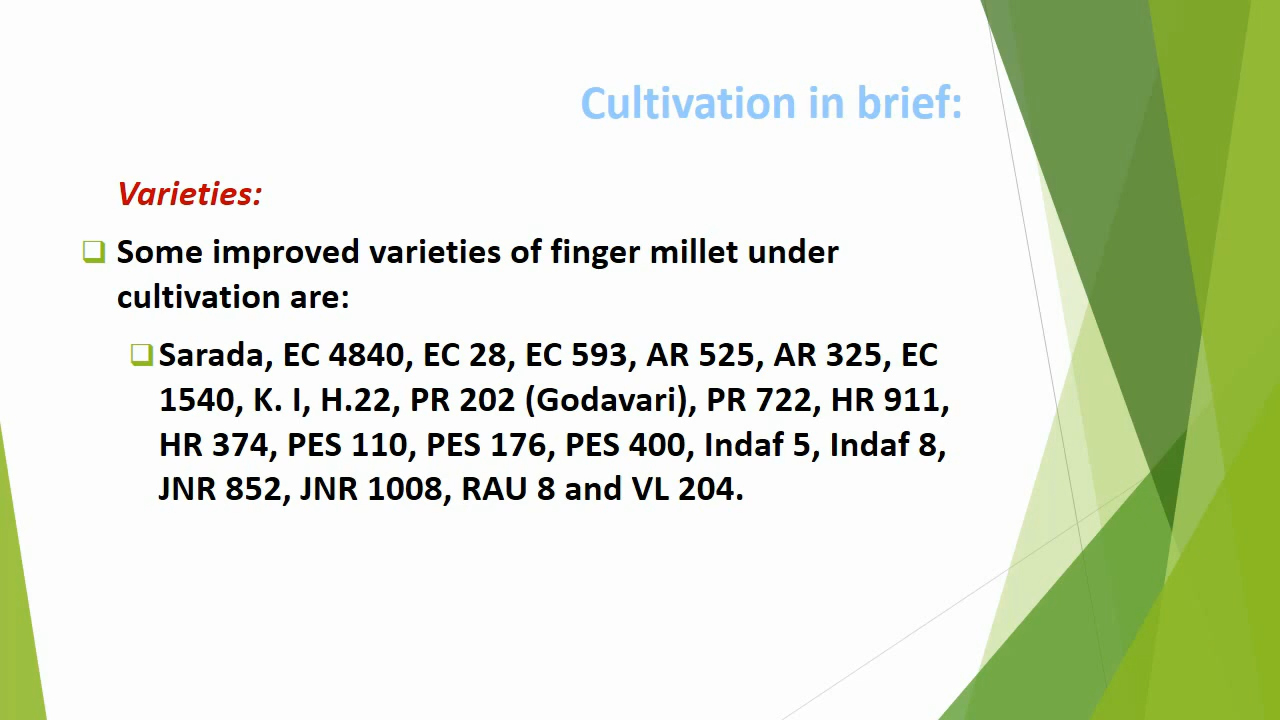 Cultivation in brief:
Varieties:
Some improved varieties of finger millet under
cultivation are:
Sarada, EC 4840, EC 28, EC 593, AR 525, AR 325, EC
1540, K. I, H.22, PR 202 (Godavari), PR 722, HR 911,
HR 374, PES 110, PES 176, PES 400, Indaf 5, Indaf 8,
JNR 852, JNR 1008, RAU 8 and VL 204.